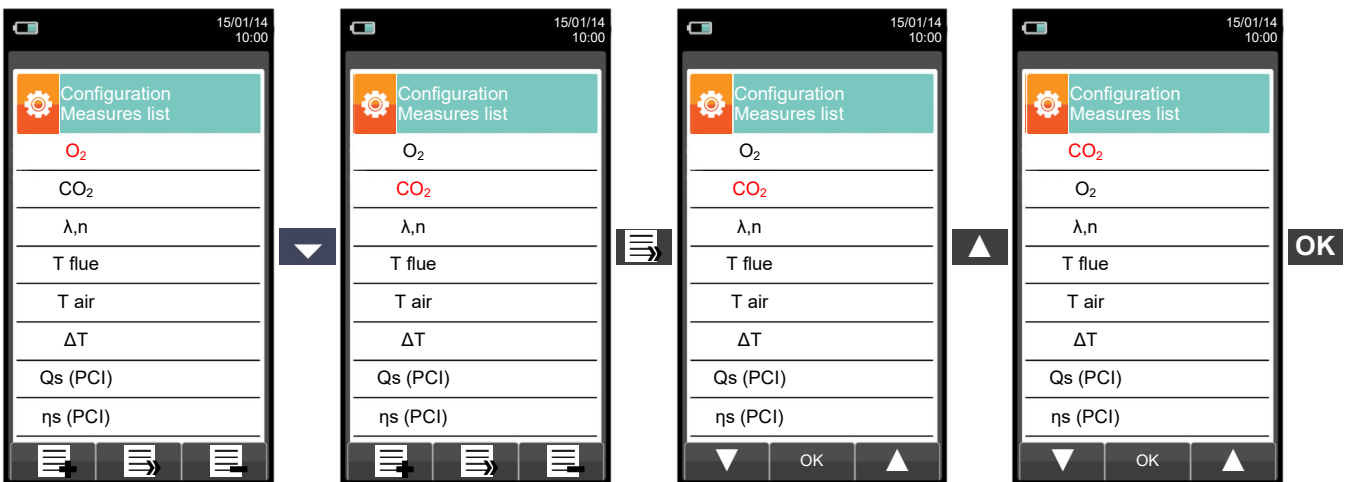 15/01/14
10:00
Configuration
Measures list
O₂
CO₂
λ,n
T flue
T air
ΔT
Qs (PCI)
ηs (PCI)
15/01/14
10:00
Configuration
Measures list
O₂
CO₂
λ,n
T flue
T air
ΔT
Qs (PCI)
ηs (PCI)
15/01/14
10:00
Configuration
Measures list
O₂
CO₂
λ,n
T flue
T air
ΔT
Qs (PCI)
ηs (PCI)
OK
15/01/14
10:00
Configuration
Measures list
CO₂
O₂
λ,n
T flue
T air
ΔT
Qs (PCI)
ηs (PCI)
OK
OK